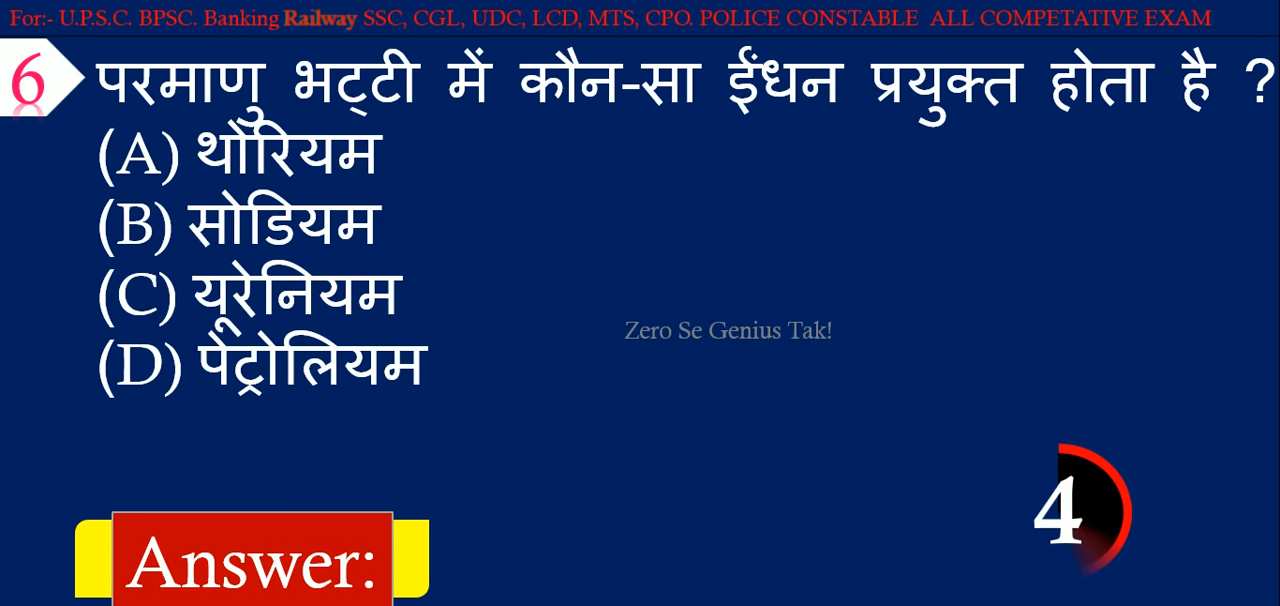 For:- U.P.S.C. BPSC. Banking Railway SSC, CGL, UDC, LCD, MTS, CPO. POLICE CONSTABLE ALL COMPETATIVE EXAM
6 परमाणु भट्टी में कौन-सा ईंधन प्रयुक्त होता है ?
(A) थोरियम
(B) सोडियम
(C) यूरेनियम
Zero Se Genius Tak!
(D) पेट्रोलियम
4
Answer: